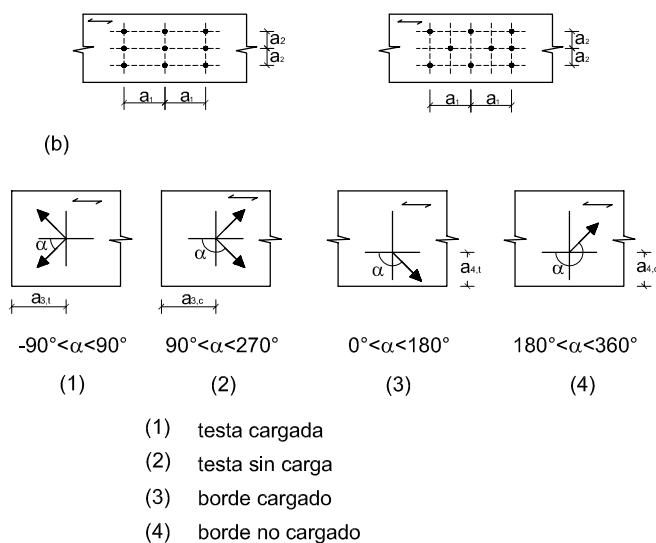 a₂
a₂
a₁ a₁
a₂
a₂
a₁ a₁
(b)
α
a₃,t
α
a₃,c
α
a₄,t
α
a₄,c
-90°<α<90° 90°<α<270° 0°<α<180° 180°<α<360°
(1) (2) (3) (4)
(1) testa cargada
(2) testa sin carga
(3) borde cargado
(4) borde no cargado